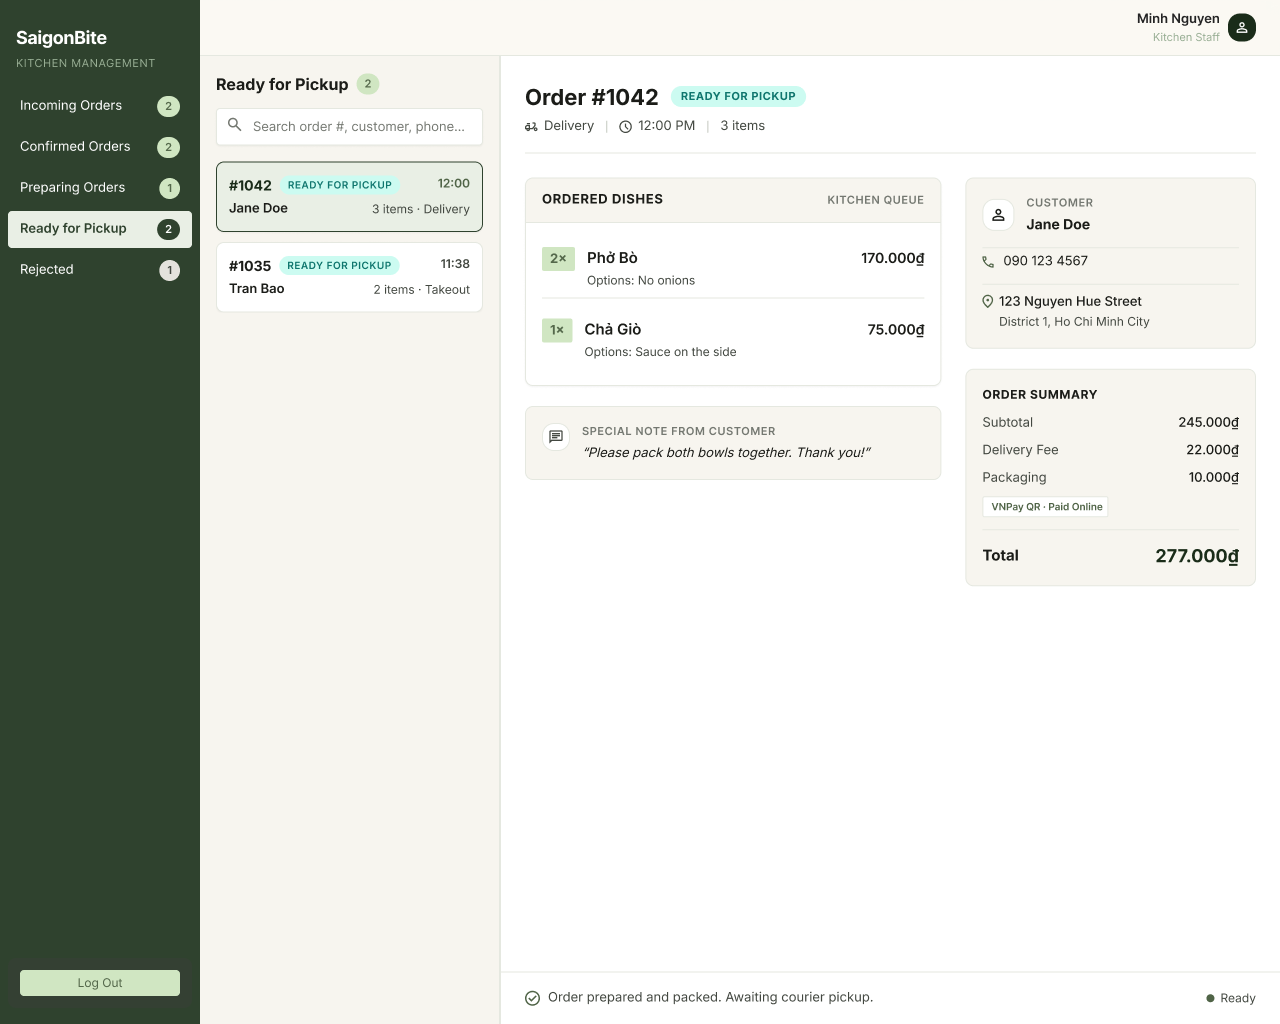 SaigonBite
KITCHEN MANAGEMENT
Incoming Orders 2
Confirmed Orders 2
Preparing Orders 1
Ready for Pickup 2
Rejected 1
Log Out
Minh Nguyen
Kitchen Staff
Ready for Pickup 2
Search order #, customer, phone...
#1042 READY FOR PICKUP 12:00
Jane Doe 3 items · Delivery
#1035 READY FOR PICKUP 11:38
Tran Bao 2 items · Takeout
Order #1042 READY FOR PICKUP
Delivery | 12:00 PM | 3 items
ORDERED DISHES KITCHEN QUEUE
2× Phở Bò 170.000₫
Options: No onions
1× Chả Giò 75.000₫
Options: Sauce on the side
SPECIAL NOTE FROM CUSTOMER
“Please pack both bowls together. Thank you!”
CUSTOMER
Jane Doe
090 123 4567
123 Nguyen Hue Street
District 1, Ho Chi Minh City
ORDER SUMMARY
Subtotal 245.000₫
Delivery Fee 22.000₫
Packaging 10.000₫
VNPay QR · Paid Online
Total 277.000₫
Order prepared and packed. Awaiting courier pickup.
Ready